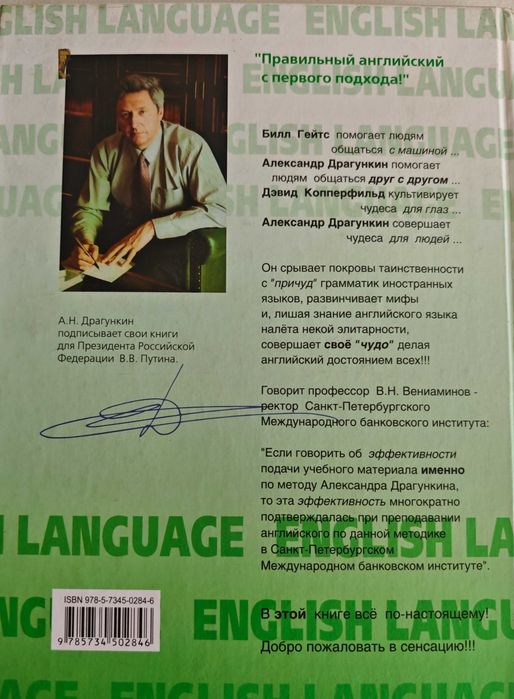 GLISH LANGUAGE ENGLISH LANGU
"Правильный английский
с первого подхода!"
Билл Гейтс помогает людям
общаться с машиной ...
Александр Драгункин помогает
людям общаться друг с другом ...
Дэвид Копперфильд культивирует
чудеса для глаз ...
Александр Драгункин совершает
чудеса для людей ...
Он срывает покровы таинственности
с "причуд" грамматик иностранных
языков, развинчивает мифы
и, лишая знание английского языка
налёта некой элитарности,
совершает своё "чудо" делая
английский достоянием всех!!!
А.Н. Драгункин
подписывает свои книги
для Президента Российской
Федерации В.В. Путина.
Говорит профессор В.Н. Вениаминов -
ректор Санкт-Петербургского
Международного банковского института:
"Если говорить об эффективности
подачи учебного материала именно
по методу Александра Драгункина,
то эта эффективность многократно
подтверждалась при преподавании
английского по данной методике
в Санкт-Петербургском
Международном банковском институте".
LANGUAGE ENGLISH LAN
ISBN 978-5-7345-0284-6
9 785734 502846
В этой книге всё по-настоящему!
ENGLISH LANGU
Добро пожаловать в сенсацию!!!